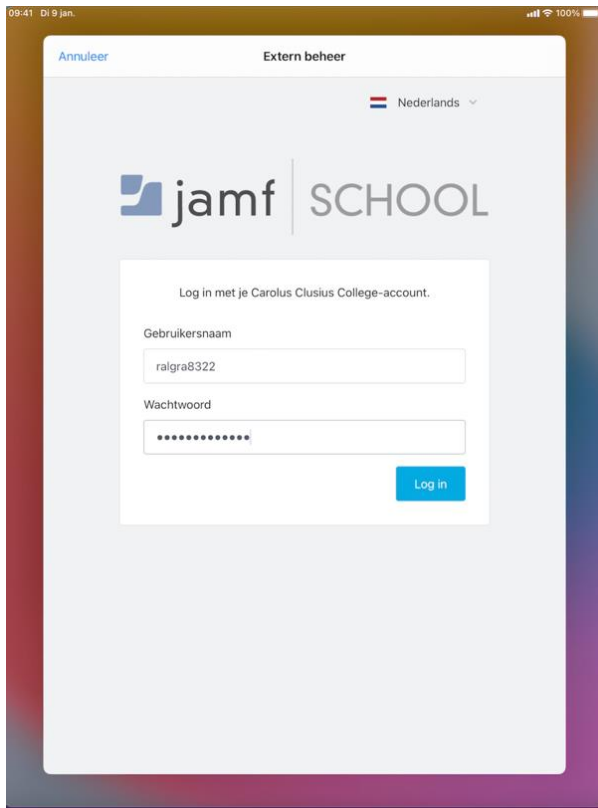 09:41 Di 9 jan. 100%
Annuleer Extern beheer
Nederlands
jamf SCHOOL
Log in met je Carolus Clusius College-account.
Gebruikersnaam
ralgra8322
Wachtwoord
•••••••••••••
Log in